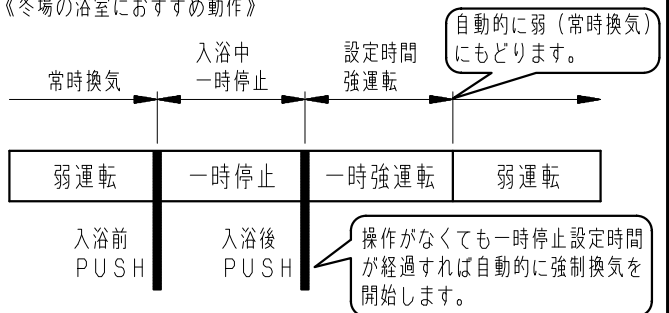 《冬場の浴室におすすめ動作》
自動的に弱（常時換気）
にもどります。
常時換気
入浴中
一時停止
設定時間
強運転
弱運転
一時停止
一時強運転
弱運転
入浴前
ＰＵＳＨ
入浴後
ＰＵＳＨ
操作がなくても一時停止設定時間
が経過すれば自動的に強制換気を
開始します。